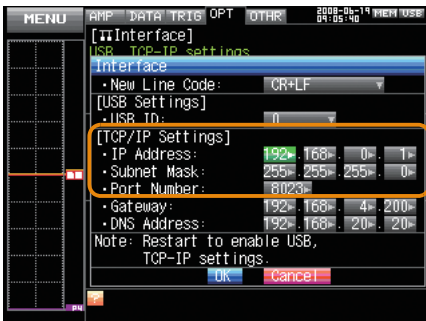 MENU AMP DATA TRIG OPT OTHR 2008-06-19 09:05:40 MEM USB
[ππInterface]
USB, TCP-IP settings
Interface
・New Line Code: CR+LF
[USB Settings]
・USB ID: 0
[TCP/IP Settings]
・IP Address: 192.168. 0. 1
・Subnet Mask: 255.255.255. 0
・Port Number: 8023
・Gateway: 192.168. 4.200
・DNS Address: 192.168. 20. 20
Note: Restart to enable USB,
TCP-IP settings.
OK Cancel
?
P4